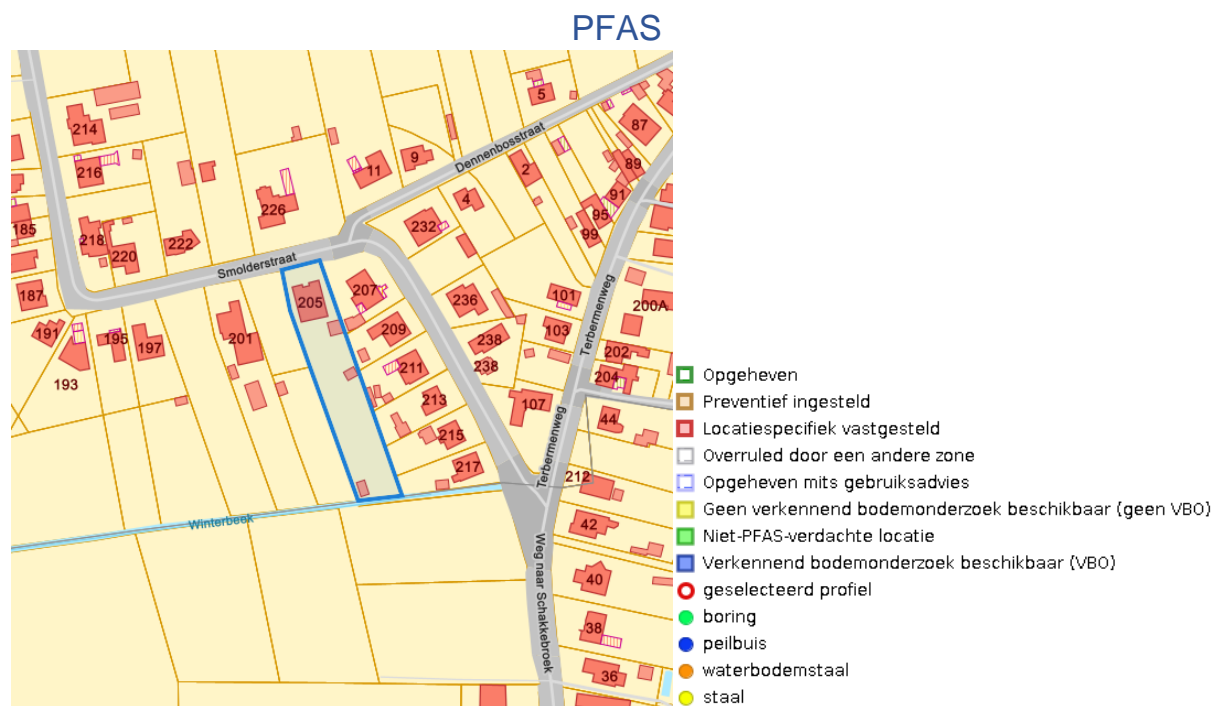 PFAS
5
87
214
Dennenbosstraat
9
89
11
2
216
91
4
226
95
185
232
99
218
222
220
Smolderstraat
207
101
187
205
236
200A
191
195
209
103
Terbermenweg
197
201
238
202
193
211
238
204
213
107
44
215
Terbermenweg
217
212
Winterbeek
42
Weg naar Schakkebroek
40
38
36
Opgeheven
Preventief ingesteld
Locatiespecifiek vastgesteld
Overruled door een andere zone
Opgeheven mits gebruiksadvies
Geen verkennend bodemonderzoek beschikbaar (geen VBO)
Niet-PFAS-verdachte locatie
Verkennend bodemonderzoek beschikbaar (VBO)
geselecteerd profiel
boring
peilbuis
waterbodemstaal
staal